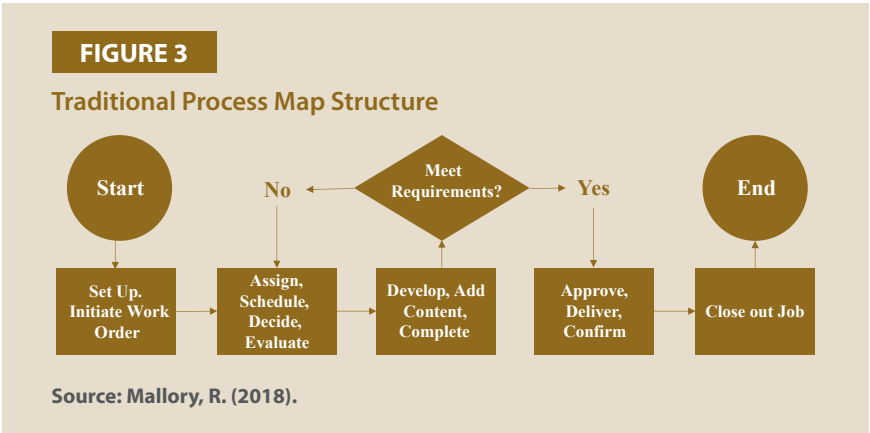 FIGURE 3
Traditional Process Map Structure
Start
No
Meet
Requirements?
Yes
End
Set Up.
Initiate Work
Order
Assign,
Schedule,
Decide,
Evaluate
Develop, Add
Content,
Complete
Approve,
Deliver,
Confirm
Close out Job
Source: Mallory, R. (2018).